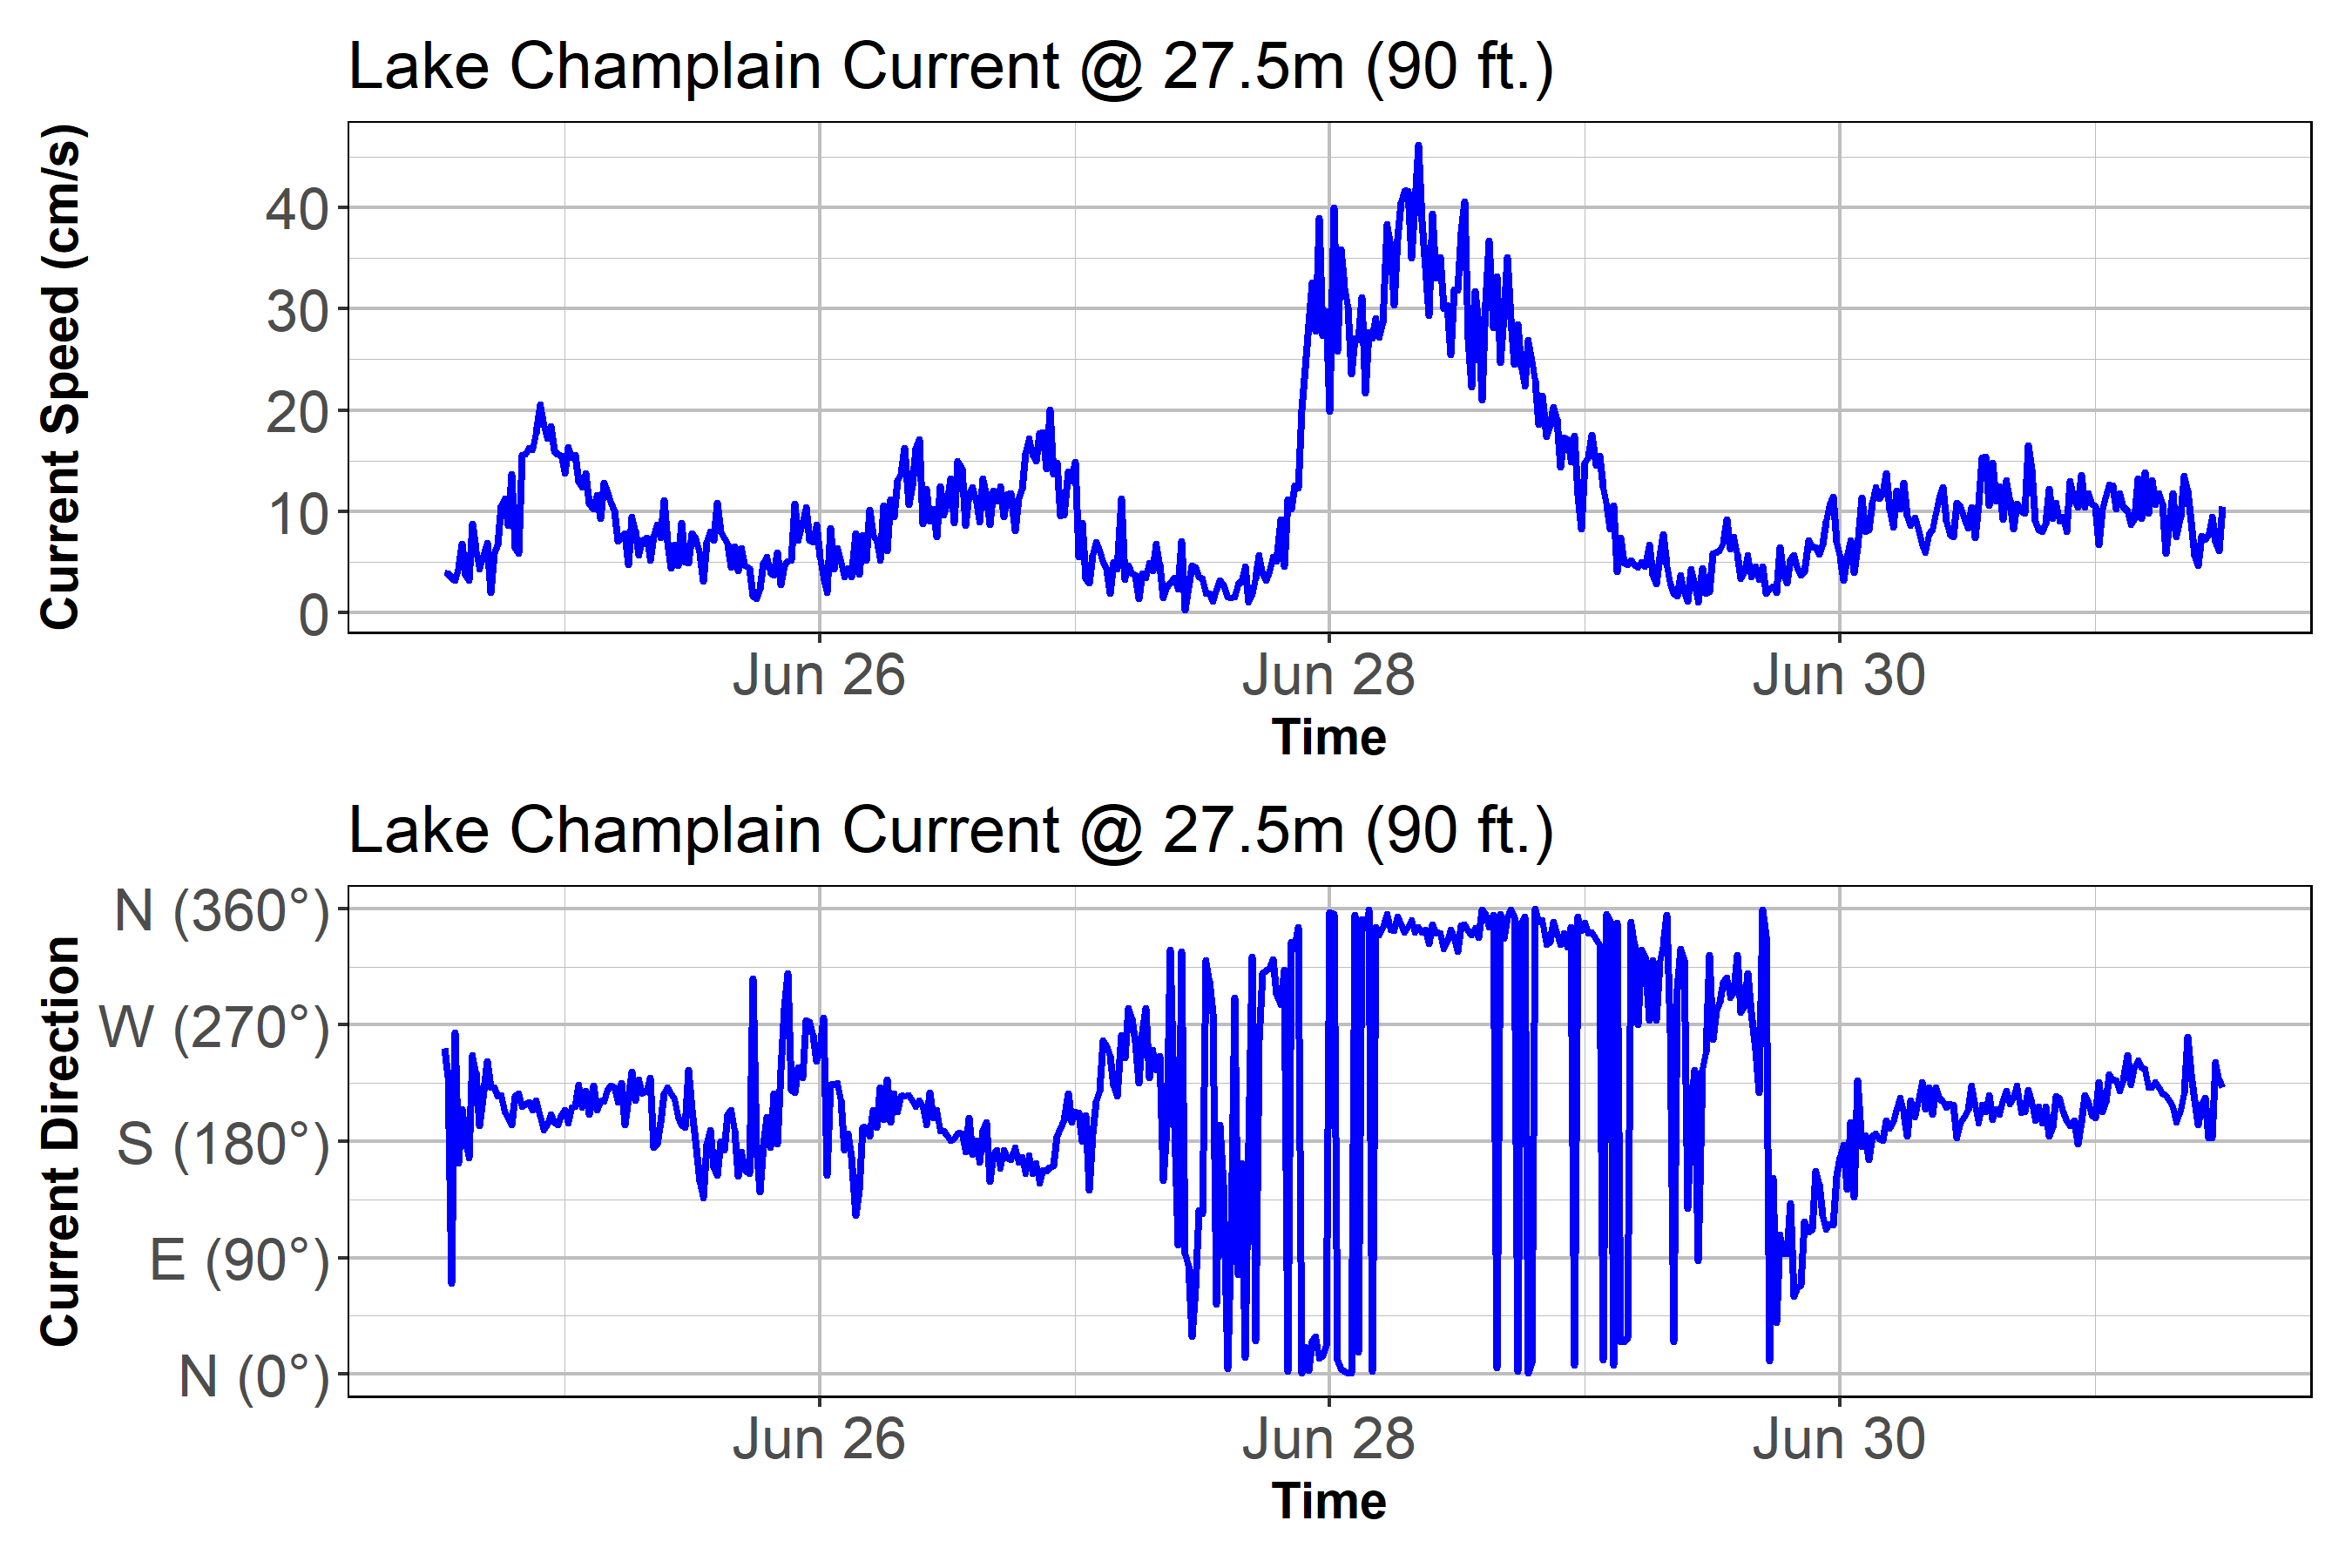 Lake Champlain Current @ 27.5m (90 ft.)
Current Speed (cm/s)
40
30
20
10
0
Jun 26
Jun 28
Jun 30
Time
Lake Champlain Current @ 27.5m (90 ft.)
Current Direction
N (360°)
W (270°)
S (180°)
E (90°)
N (0°)
Jun 26
Jun 28
Jun 30
Time